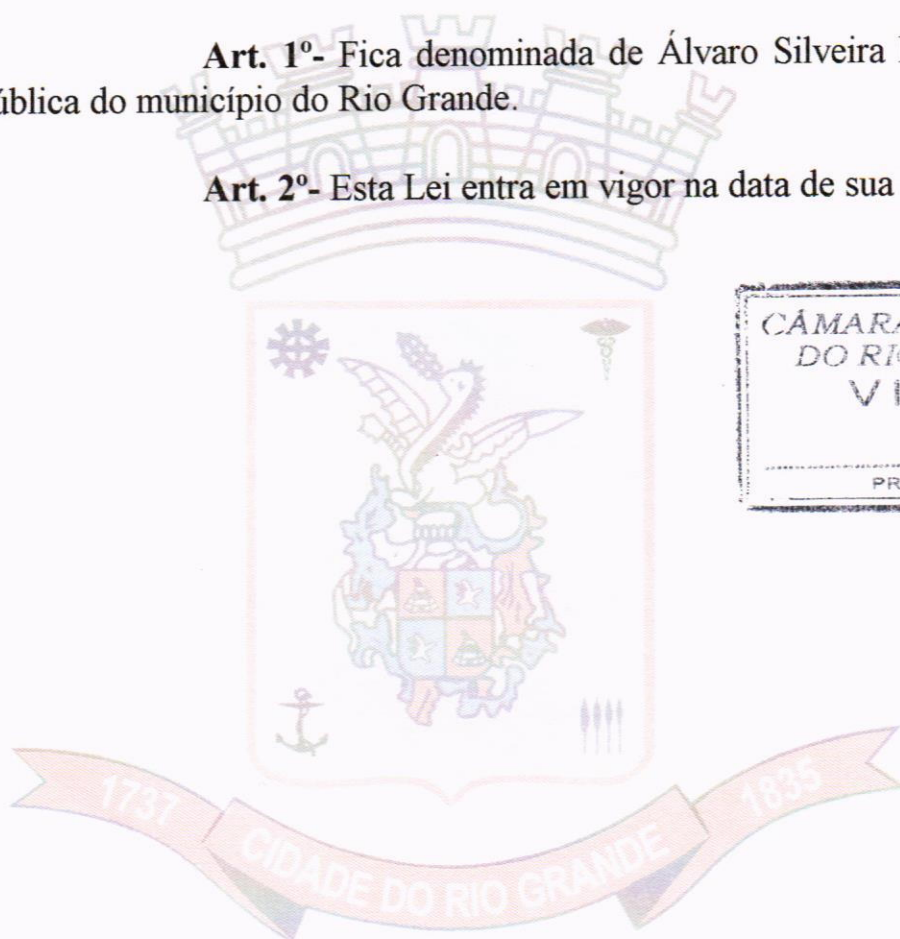 Art. 1º- Fica denominada de Álvaro Silveira
ública do município do Rio Grande.
Art. 2º- Esta Lei entra em vigor na data de sua
CÂMARA
DO RI
V
PR
1737
CIDADE DO RIO GRANDE
1835